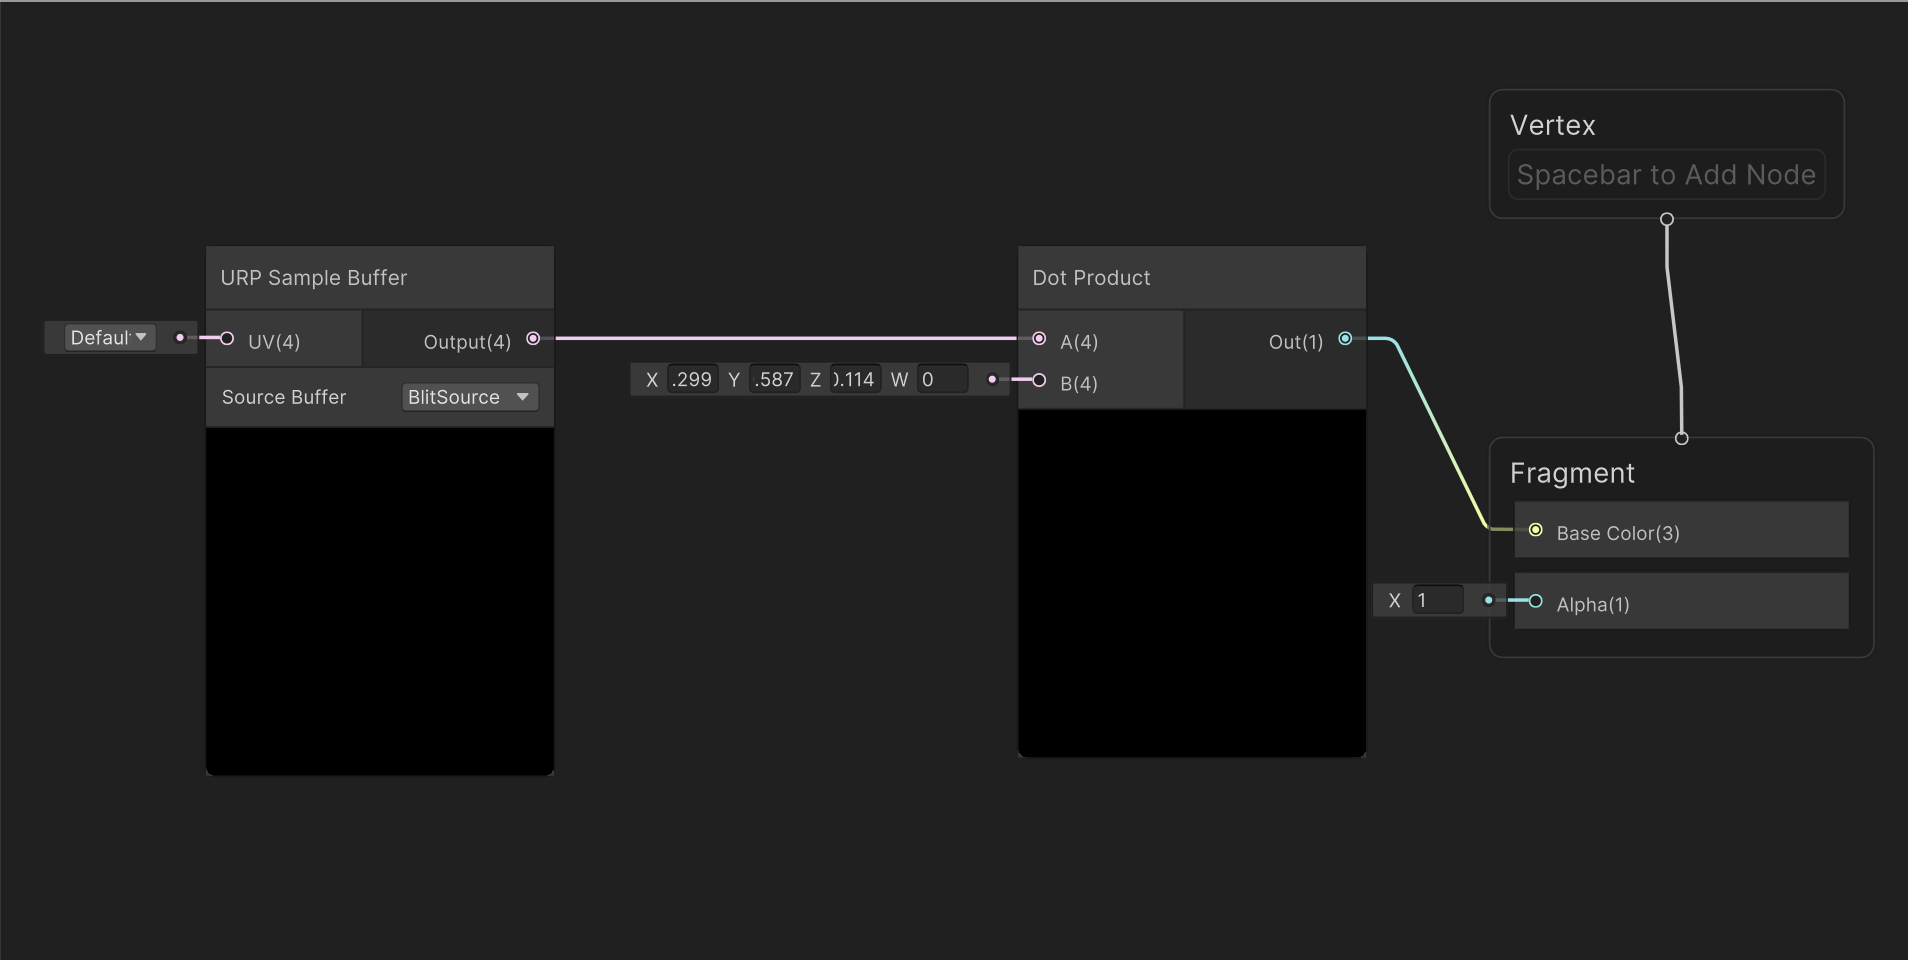 Vertex
Spacebar to Add Node
URP Sample Buffer
Dot Product
UV(4)
Output(4)
A(4)
Out(1)
X .299 Y .587 Z 0.114 W 0
B(4)
Source Buffer
BlitSource
Fragment
Base Color(3)
X 1
Alpha(1)